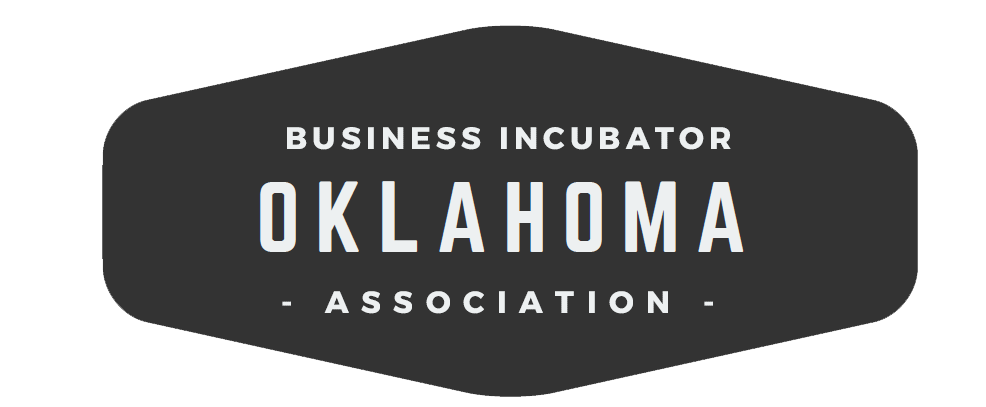 BUSINESS INCUBATOR
OKLAHOMA
- ASSOCIATION -